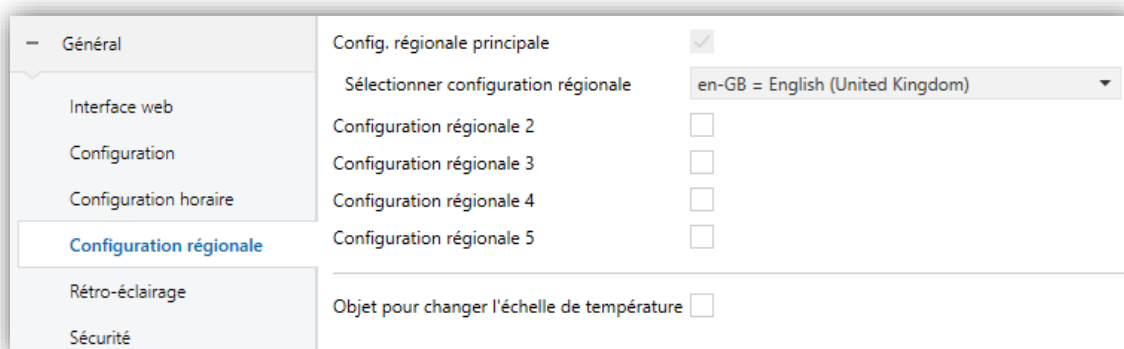 Général
Interface web
Configuration
Configuration horaire
Configuration régionale
Rétro-éclairage
Sécurité
Config. régionale principale
Sélectionner configuration régionale en-GB = English (United Kingdom)
Configuration régionale 2
Configuration régionale 3
Configuration régionale 4
Configuration régionale 5
Objet pour changer l'échelle de température